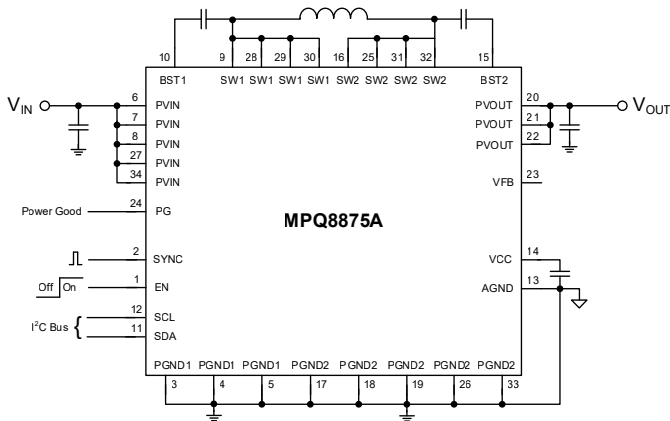 10 9 28 29 30 16 25 31 32 15
BST1 SW1 SW1 SW1 SW1 SW2 SW2 SW2 SW2 BST2
VIN 6 PVIN PVOUT 20 VOUT
7 PVIN PVOUT 21
8 PVIN PVOUT 22
27 PVIN
34 PVIN VFB 23
Power Good 24 PG
MPQ8875A
2 SYNC VCC 14
Off On 1 EN AGND 13
I²C Bus { 12 SCL
11 SDA
PGND1 PGND1 PGND1 PGND2 PGND2 PGND2 PGND2 PGND2
3 4 5 17 18 19 26 33